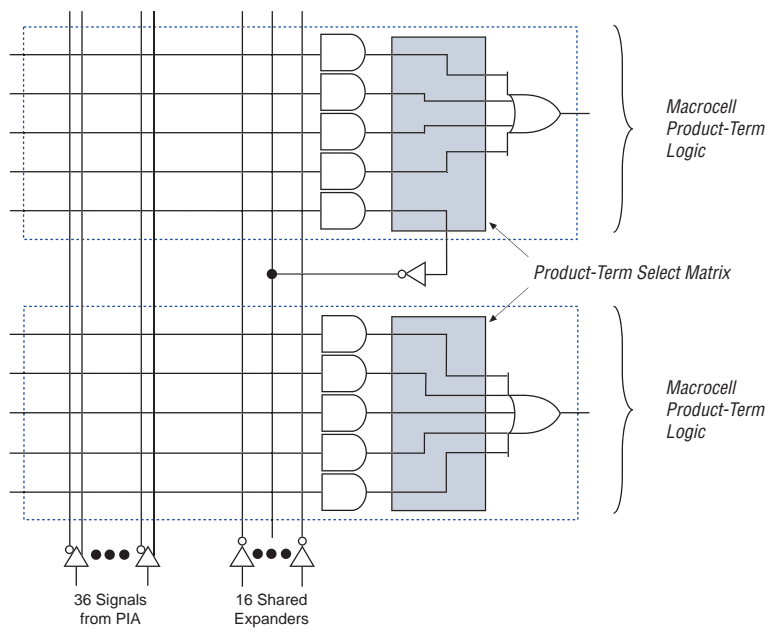 Macrocell
Product-Term
Logic
Product-Term Select Matrix
Macrocell
Product-Term
Logic
36 Signals
from PIA
16 Shared
Expanders